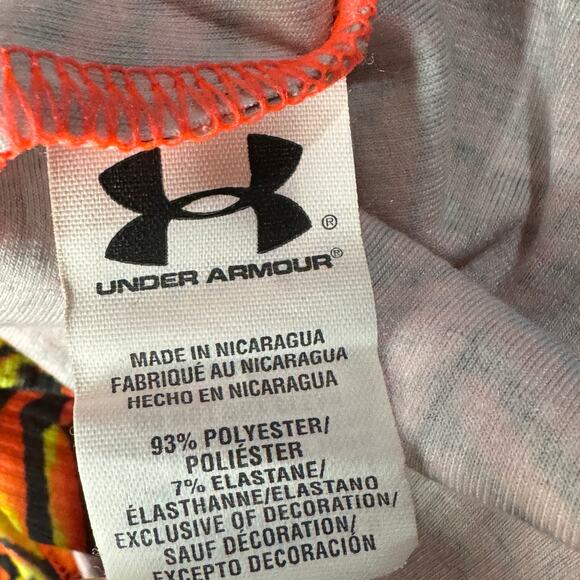 ®
UNDER ARMOUR®
MADE IN NICARAGUA
FABRIQUÉ AU NICARAGUA
HECHO EN NICARAGUA
93% POLYESTER/
POLIÉSTER
7% ELASTANE/
ÉLASTHANNE/ELASTANO
EXCLUSIVE OF DECORATION/
SAUF DÉCORATION/
EXCEPTO DECORACIÓN